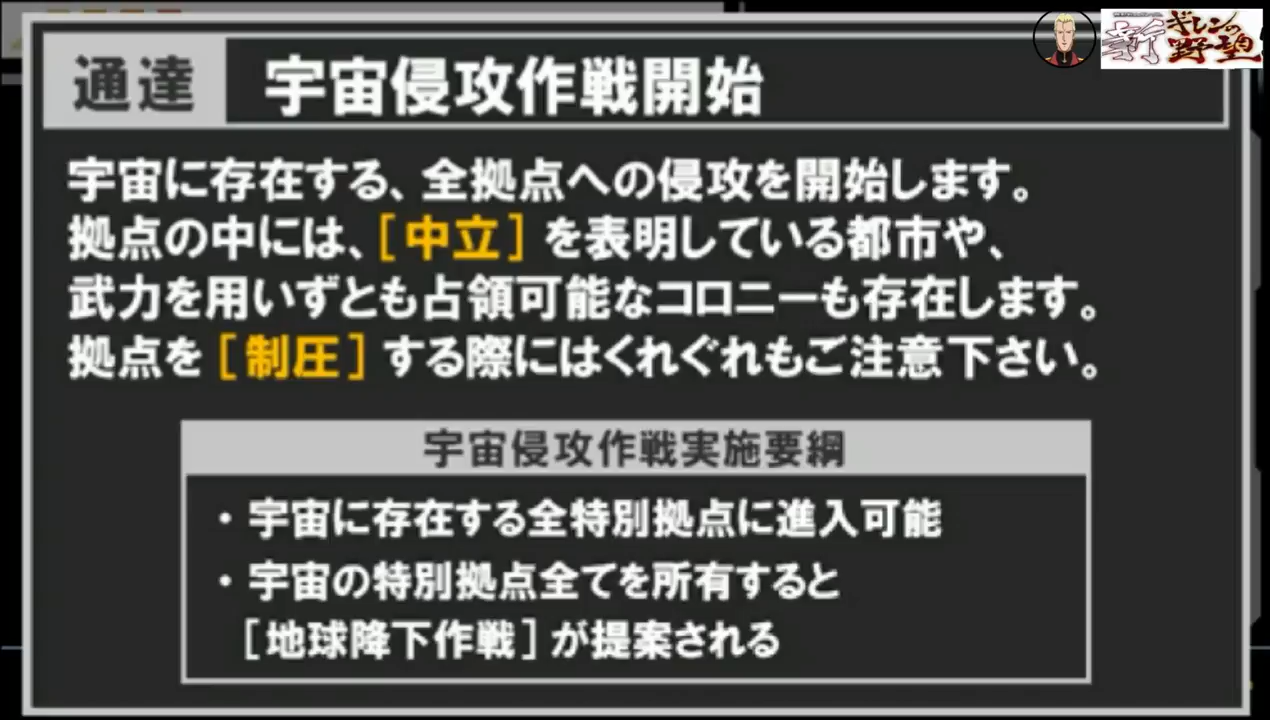 新
ギレンの
野望
通達
宇宙侵攻作戦開始
宇宙に存在する、全拠点への侵攻を開始します。
拠点の中には、［中立］を表明している都市や、
武力を用いずとも占領可能なコロニーも存在します。
拠点を［制圧］する際にはくれぐれもご注意下さい。
宇宙侵攻作戦実施要綱
・宇宙に存在する全特別拠点に進入可能
・宇宙の特別拠点全てを所有すると
［地球降下作戦］が提案される